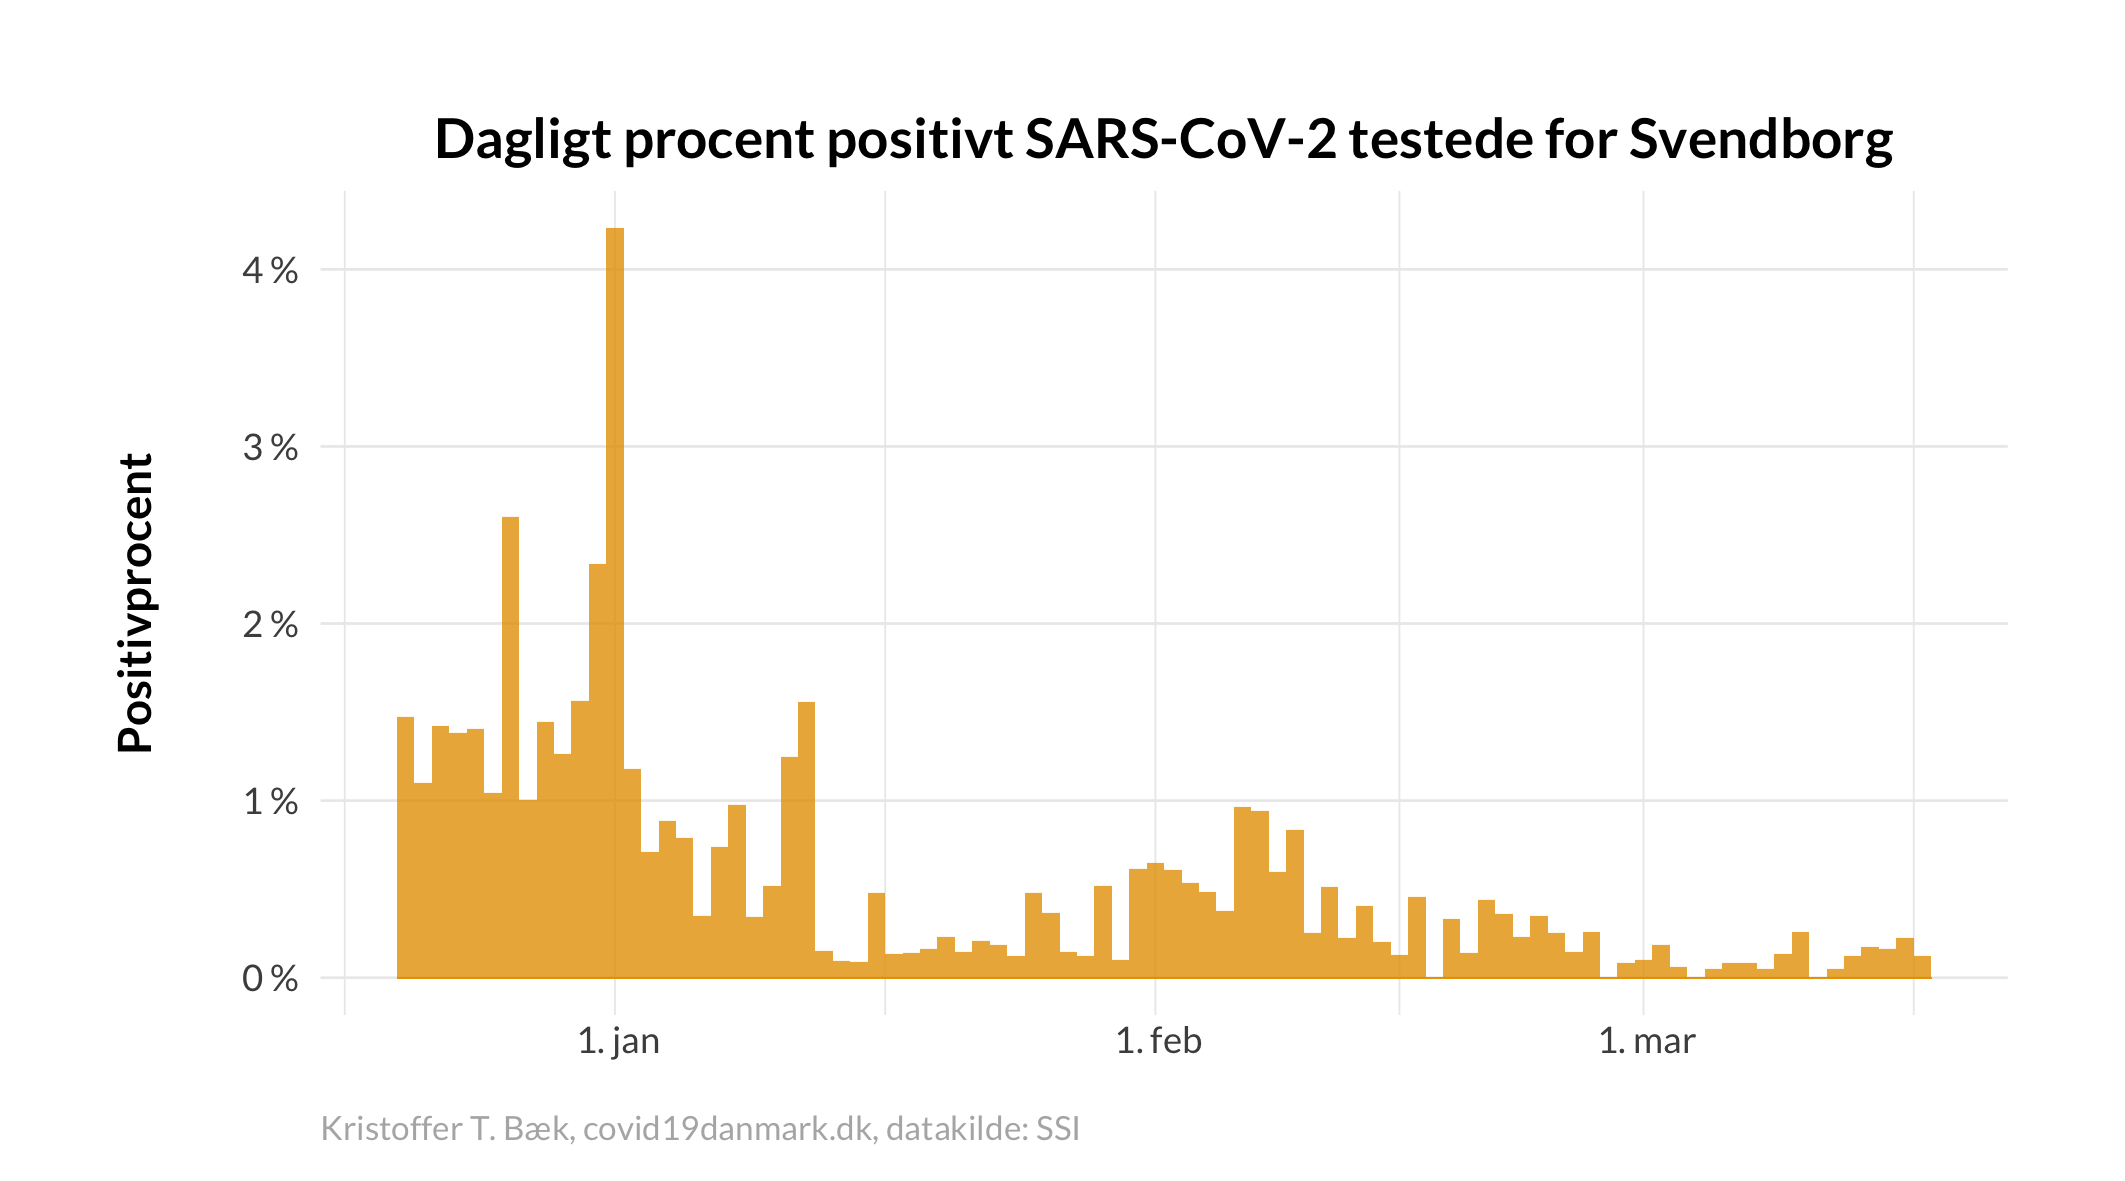 Dagligt procent positivt SARS-CoV-2 testede for Svendborg
Positivprocent
4 %
3 %
2 %
1 %
0 %
1. jan
1. feb
1. mar
Kristoffer T. Bæk, covid19danmark.dk, datakilde: SSI